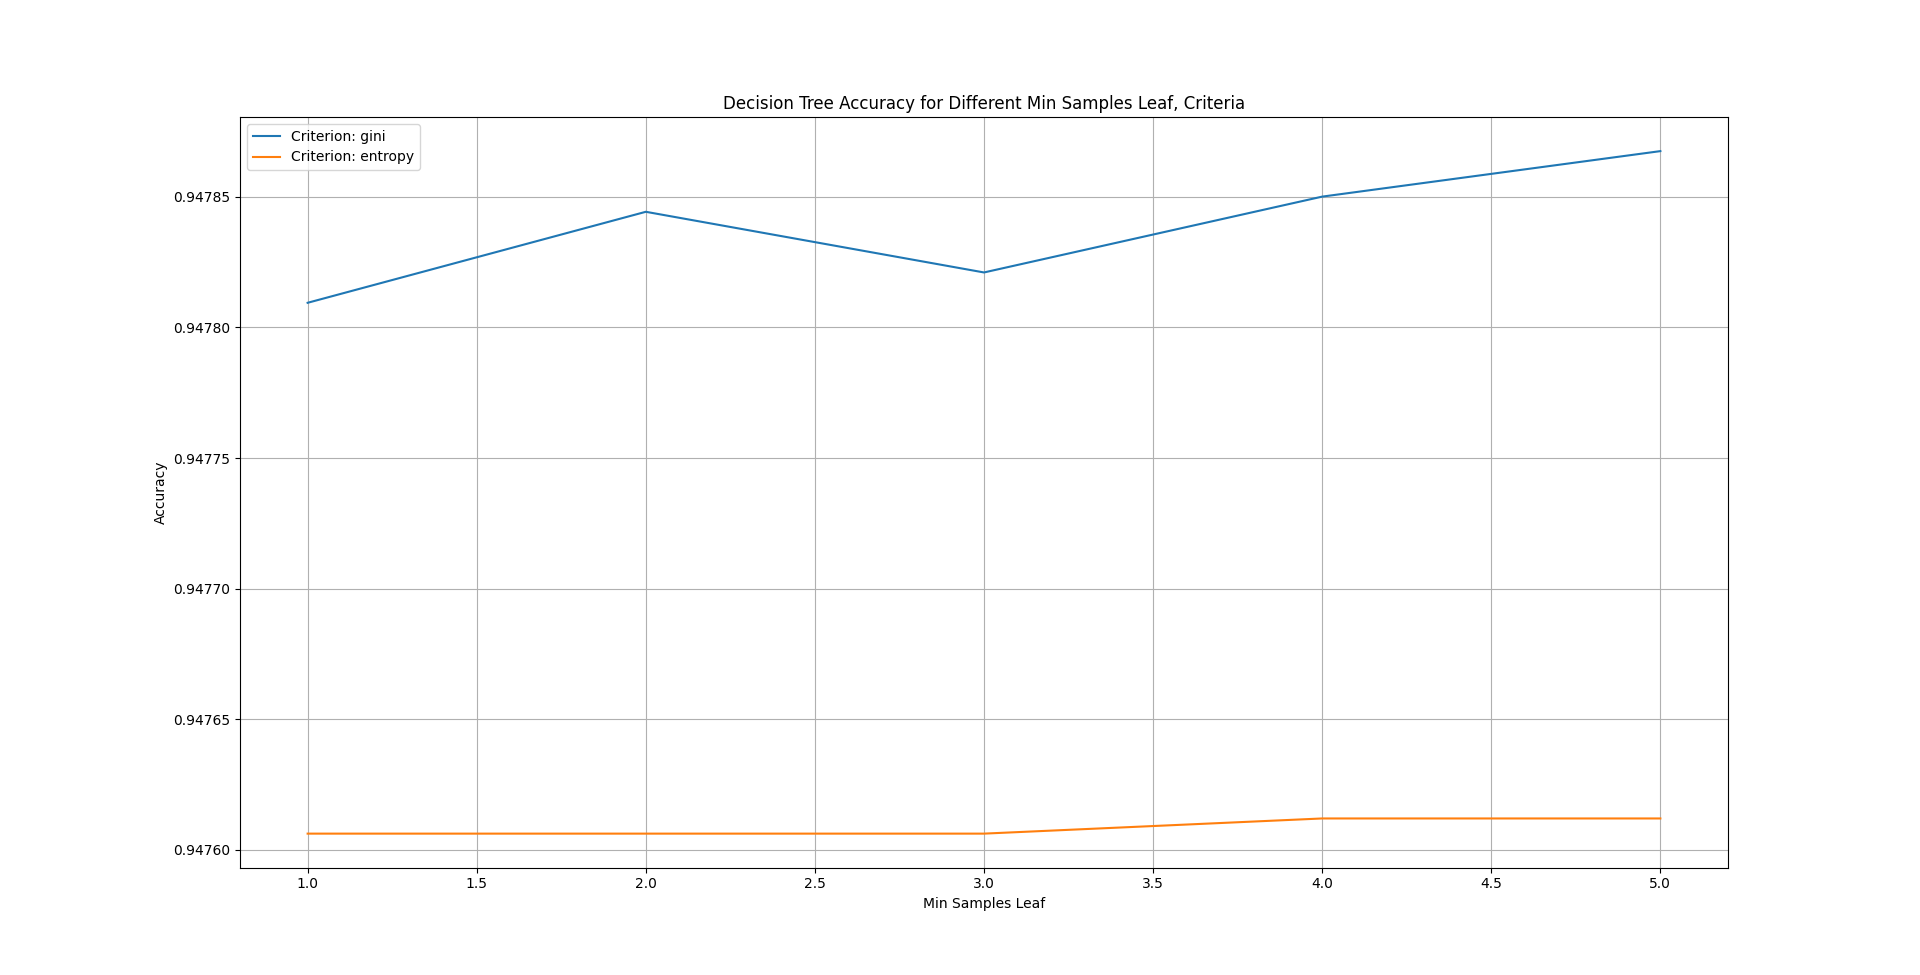 Decision Tree Accuracy for Different Min Samples Leaf, Criteria
Criterion: gini
Criterion: entropy
0.94785
0.94780
0.94775
0.94770
0.94765
0.94760
Accuracy
1.0 1.5 2.0 2.5 3.0 3.5 4.0 4.5 5.0
Min Samples Leaf